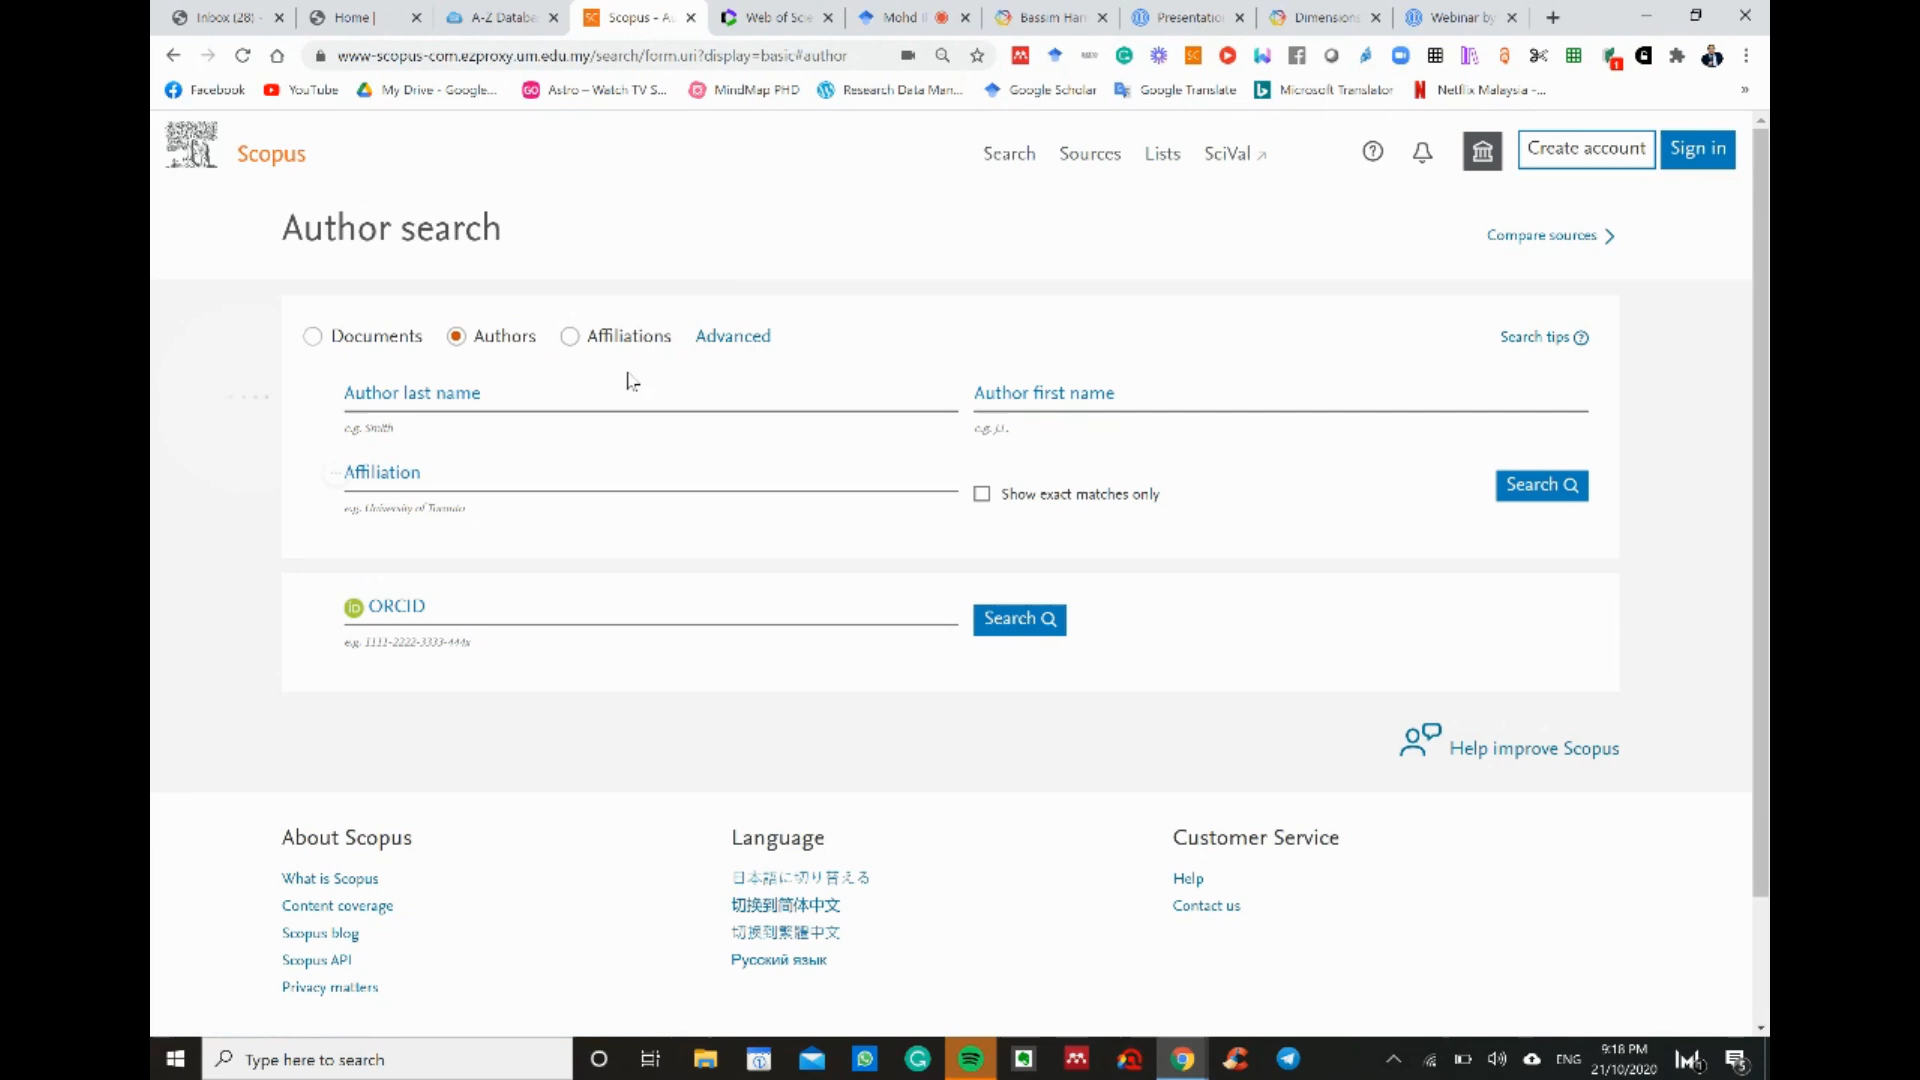 Inbox (28) -
Home |
A-Z Databa
Scopus - Au
Web of Scie
Mohd I
Bassim Ham
Presentatio
Dimensions
Webinar by
www-scopus-com.ezproxy.um.edu.my/search/form.uri?display=basic#author
Facebook YouTube My Drive - Google... Astro – Watch TV S... MindMap PHD Research Data Man... Google Scholar Google Translate Microsoft Translator Netflix Malaysia -... »
Scopus
Search Sources Lists SciVal ↗
Create account Sign in
Author search
Compare sources
Documents Authors Affiliations Advanced
Search tips
Author last name Author first name
e.g. Smith e.g. J.L.
Affiliation
Show exact matches only
Search
e.g. University of Toronto
iD ORCID
Search
e.g. 1111-2222-3333-444x
Help improve Scopus
About Scopus
What is Scopus
Content coverage
Scopus blog
Scopus API
Privacy matters
Language
日本語に切り替える
切换到简体中文
切換到繁體中文
Русский язык
Customer Service
Help
Contact us
Type here to search
ENG
9:18 PM
21/10/2020